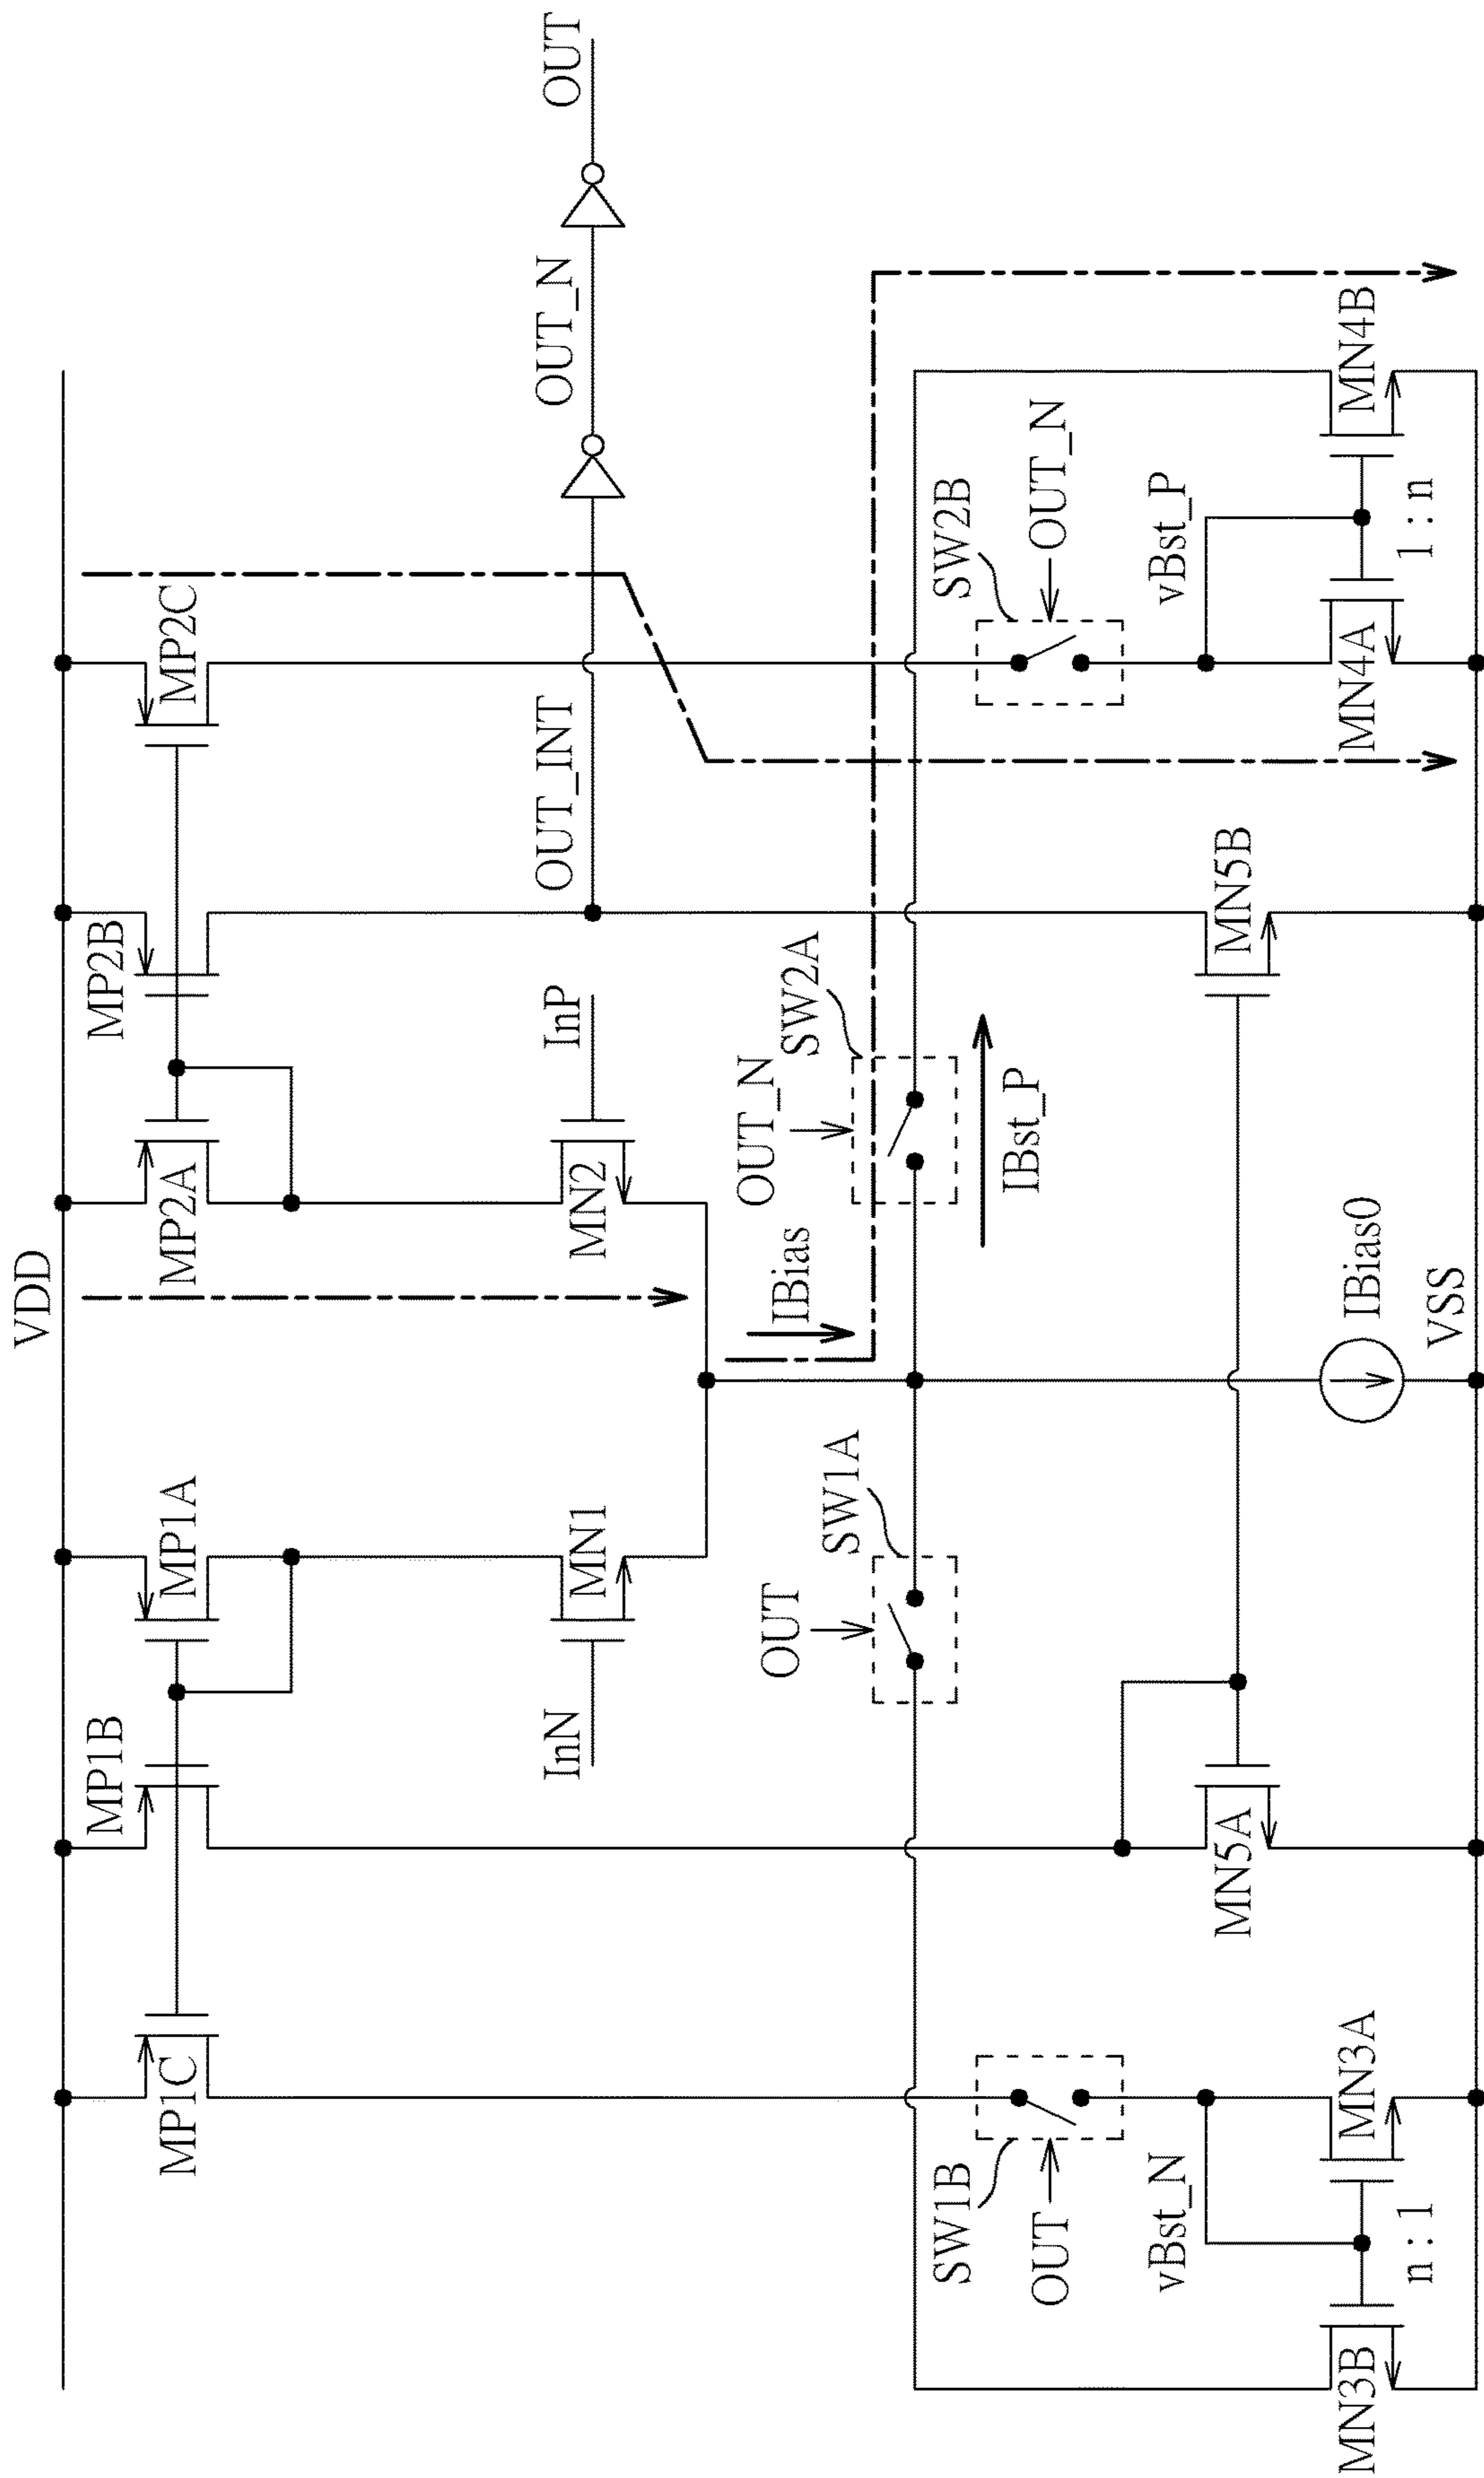 VDD
MP1C
MP1B
MP1A
MP2A
MP2B
MP2C
InN
MN1
MN2
InP
OUT_INT
OUT_N
OUT
IBias
OUT
SW1A
OUT_N
SW2A
IBst_P
SW1B
OUT
vBst_N
SW2B
OUT_N
vBst_P
MN5A
MN5B
MN3B
MN3A
n : 1
IBias0
MN4A
MN4B
1 : n
VSS